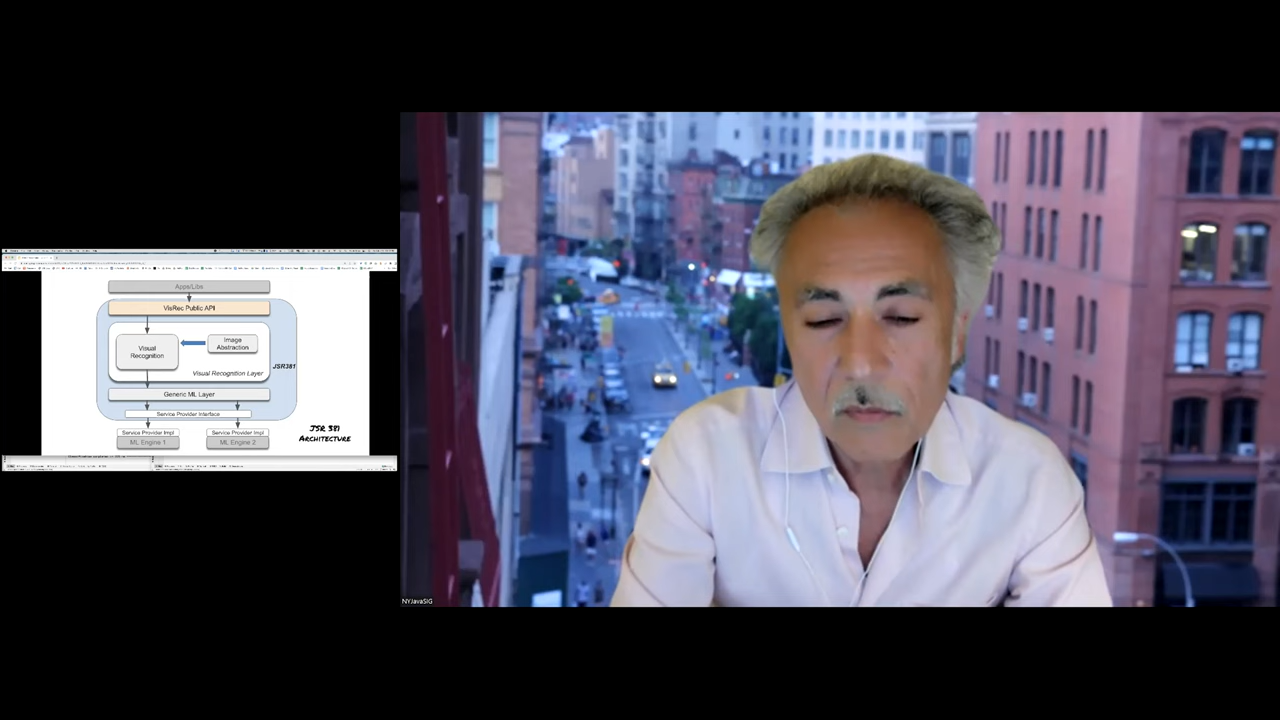 Apps/Libs
VisRec Public API
Visual
Recognition
Image
Abstraction
Visual Recognition Layer
JSR381
Generic ML Layer
Service Provider Interface
Service Provider Impl
ML Engine 1
Service Provider Impl
ML Engine 2
JSR 381
Architecture
NYJavaSIG